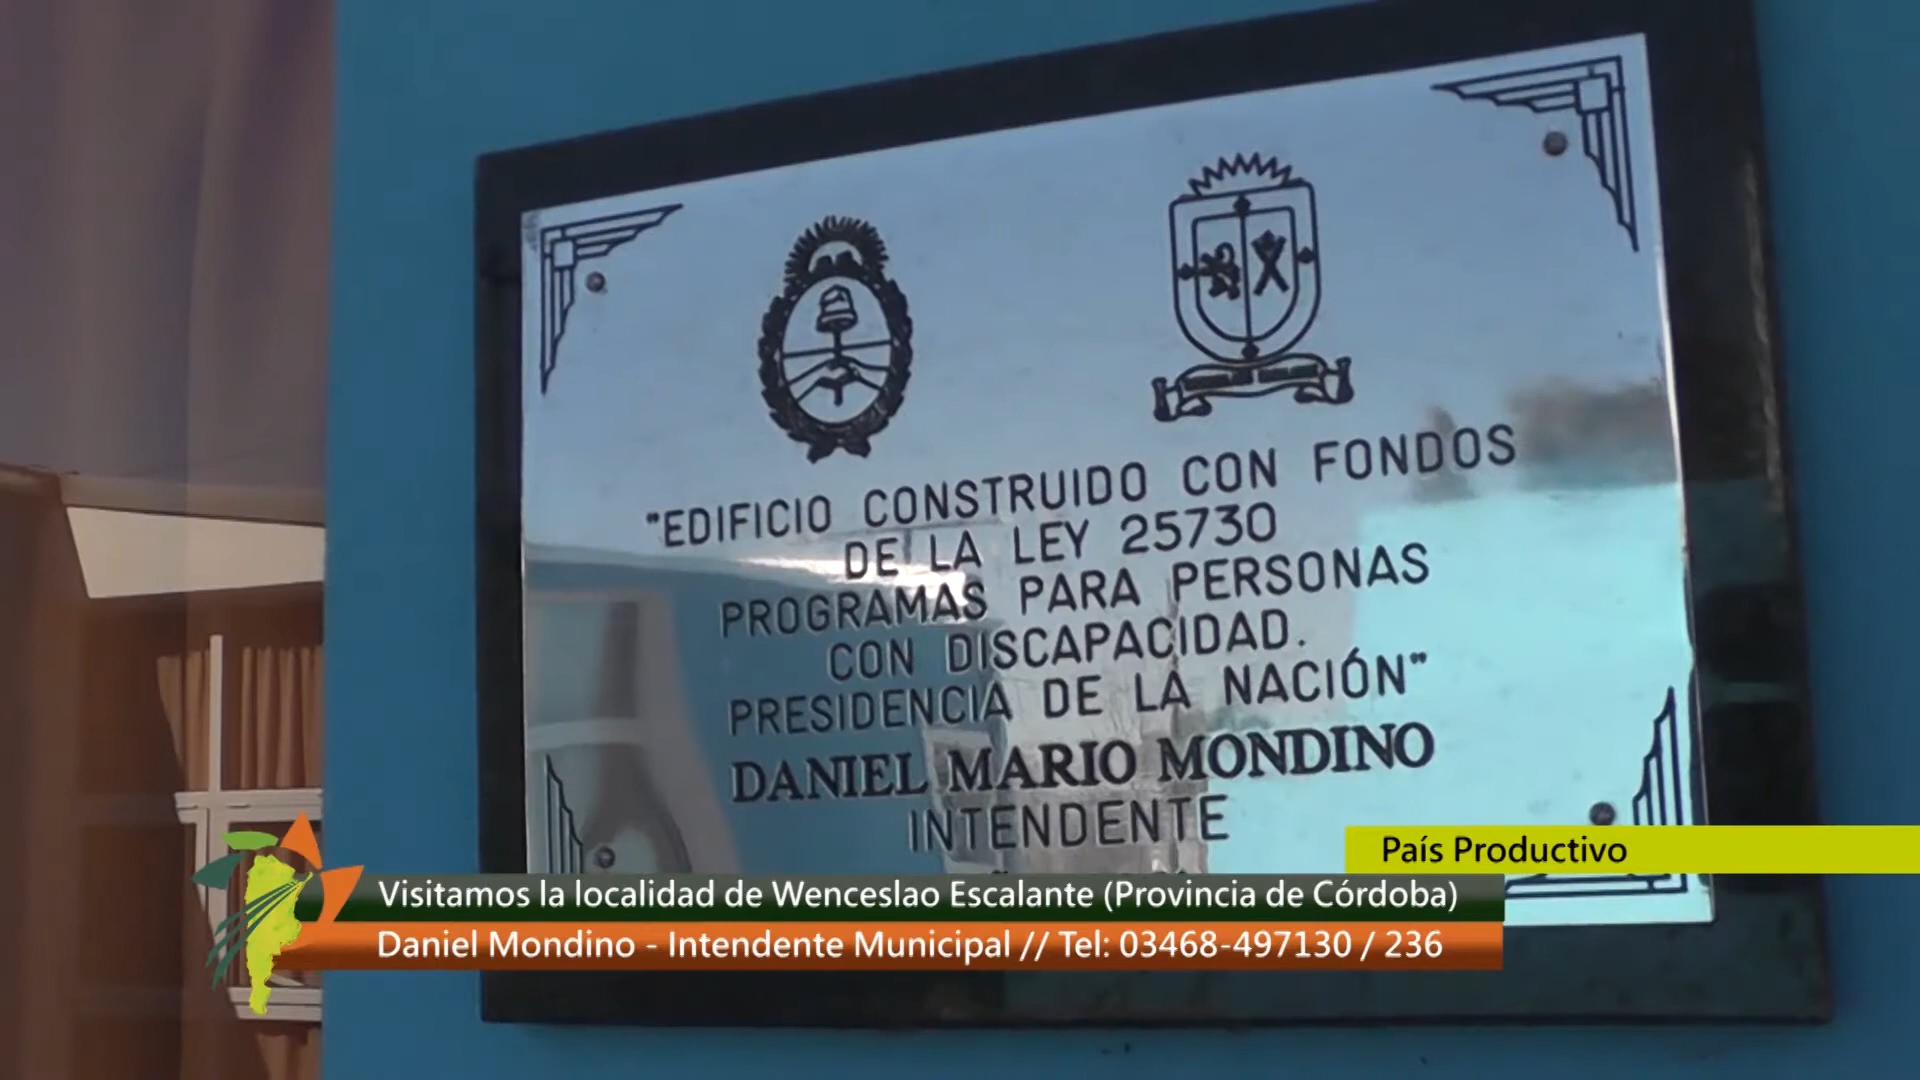 "EDIFICIO CONSTRUIDO CON FONDOS
DE LA LEY 25730
PROGRAMAS PARA PERSONAS
CON DISCAPACIDAD.
PRESIDENCIA DE LA NACIÓN"
DANIEL MARIO MONDINO
INTENDENTE
País Productivo
Visitamos la localidad de Wenceslao Escalante (Provincia de Córdoba)
Daniel Mondino - Intendente Municipal // Tel: 03468-497130 / 236